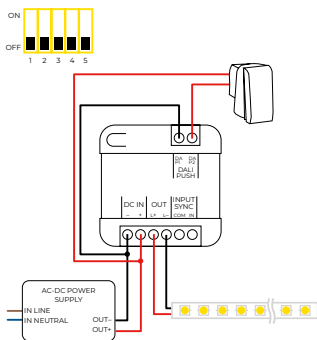 ON
OFF
1 2 3 4 5
DA P1 DA P2
DALI
PUSH
DC IN OUT INPUT SYNC
- + L+ L- COM IN
AC-DC POWER
SUPPLY
IN LINE
IN NEUTRAL
OUT-
OUT+